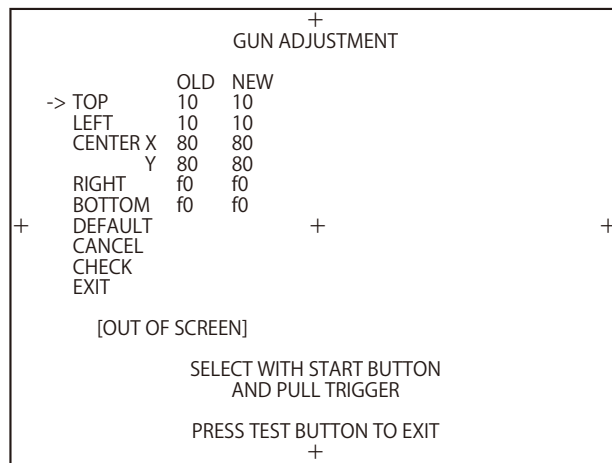 GUN ADJUSTMENT
OLD NEW
-> TOP 10 10
LEFT 10 10
CENTER X 80 80
Y 80 80
RIGHT f0 f0
BOTTOM f0 f0
DEFAULT
CANCEL
CHECK
EXIT
[OUT OF SCREEN]
SELECT WITH START BUTTON
AND PULL TRIGGER
PRESS TEST BUTTON TO EXIT